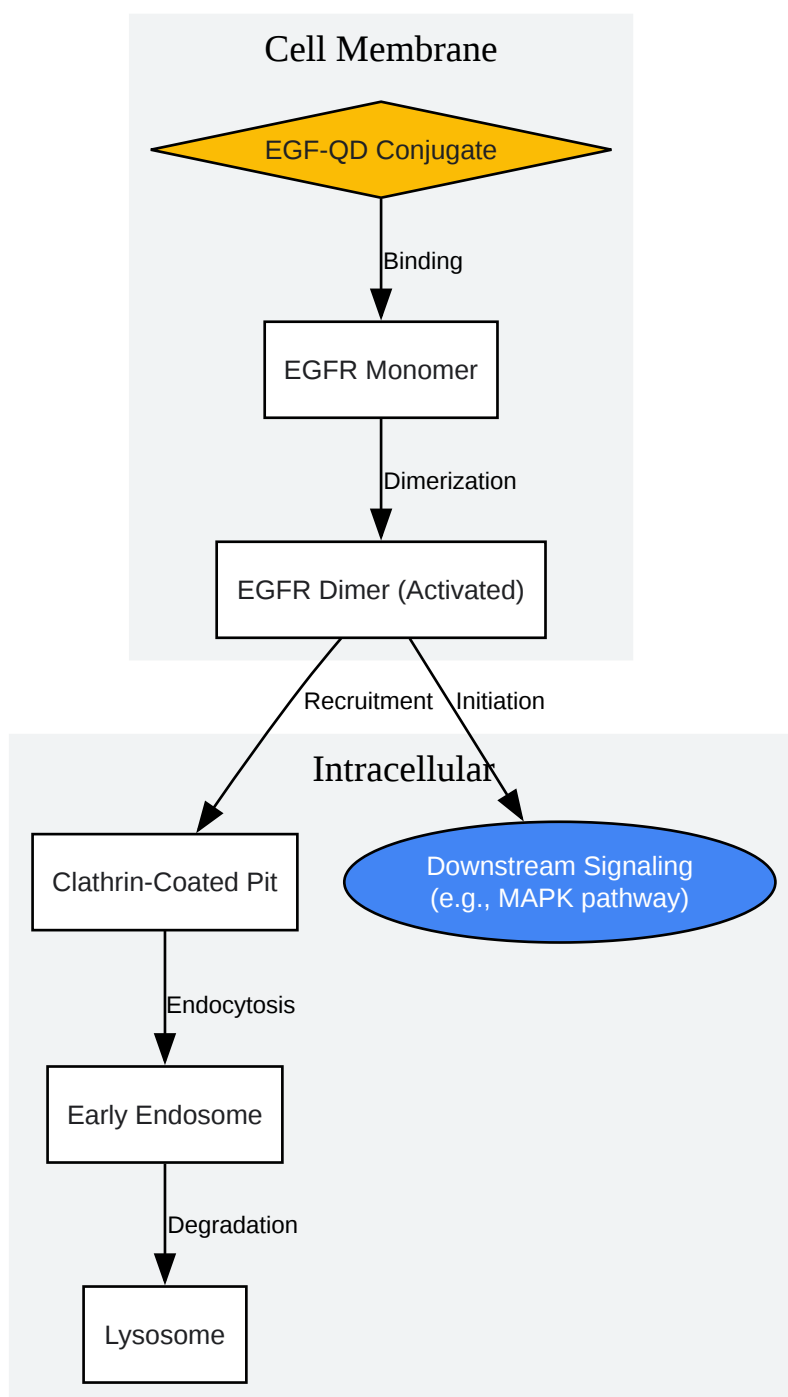 Cell Membrane
EGF-QD Conjugate
Binding
EGFR Monomer
Dimerization
EGFR Dimer (Activated)
Recruitment
Initiation
Intracellular
Clathrin-Coated Pit
Downstream Signaling
(e.g., MAPK pathway)
Endocytosis
Early Endosome
Degradation
Lysosome